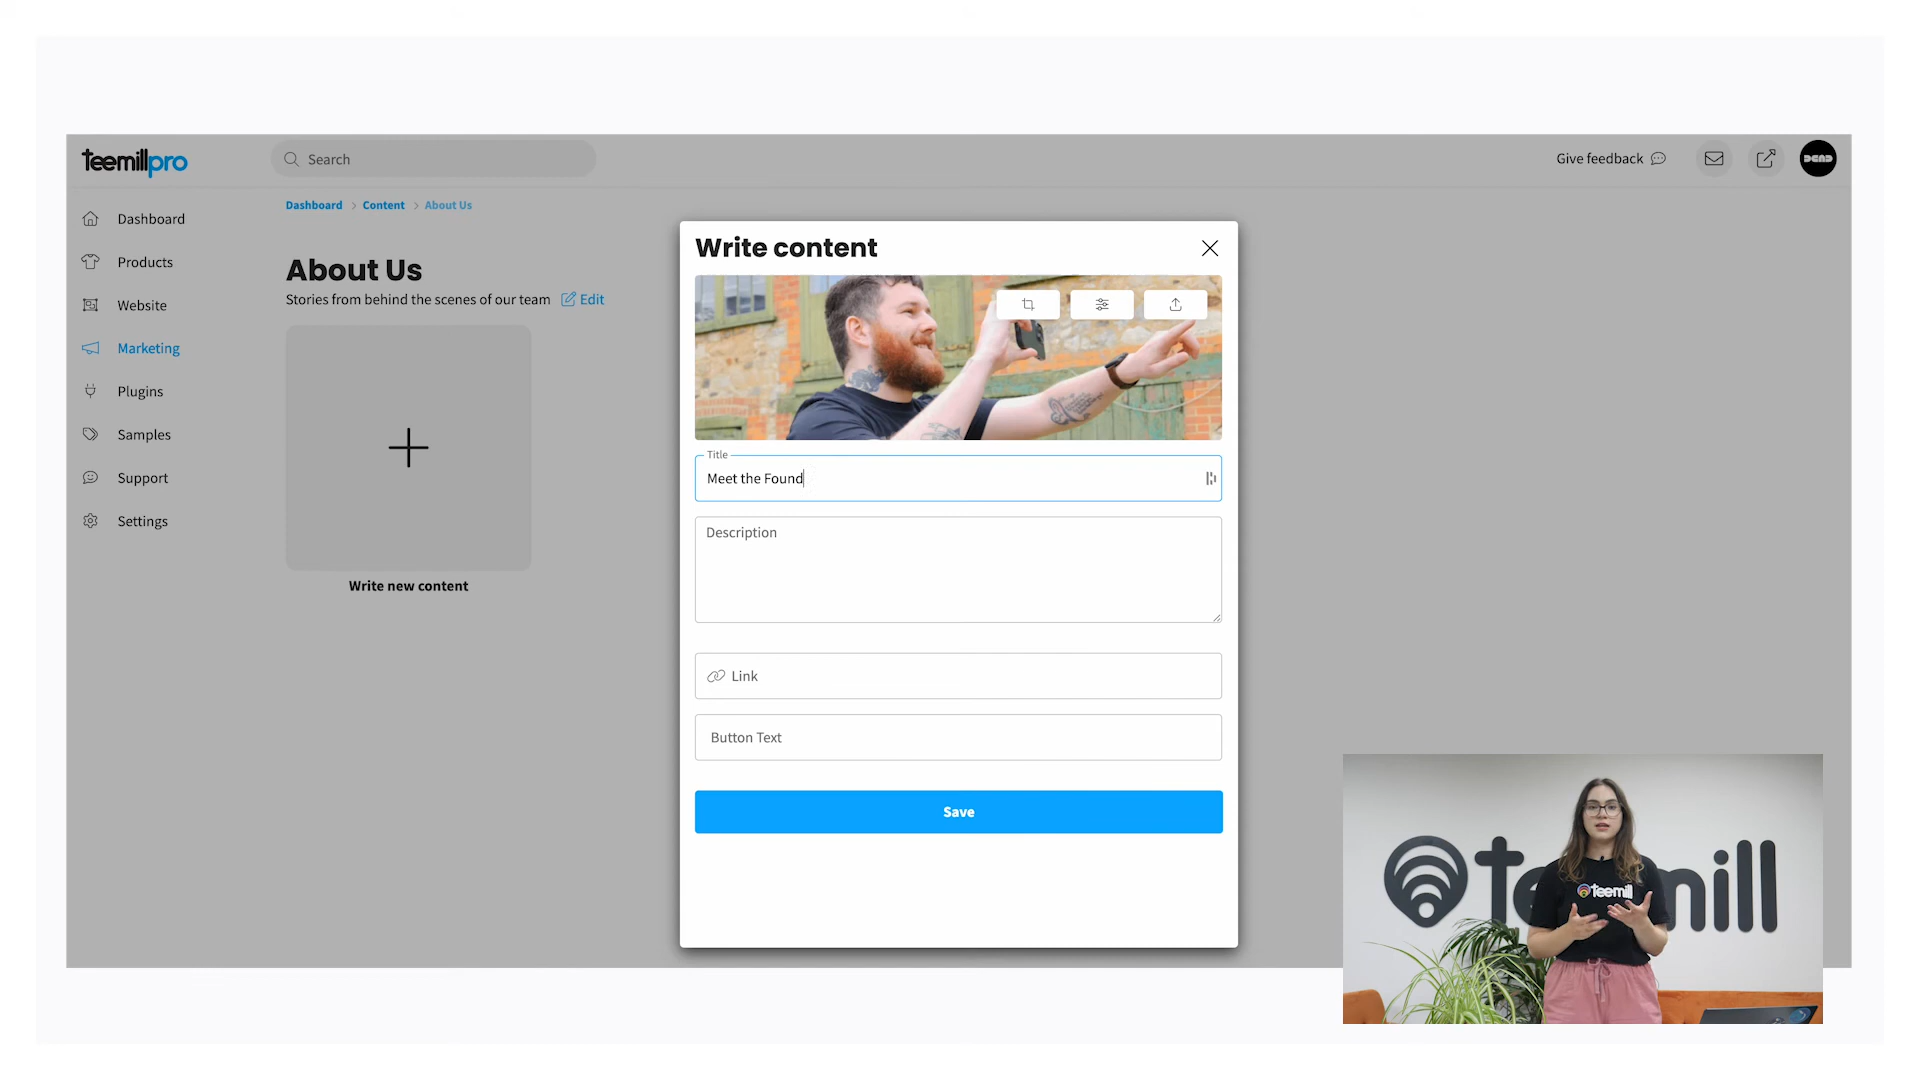 teemillpro
Search
Give feedback
DEAD
Dashboard
Products
Website
Marketing
Plugins
Samples
Support
Settings
Dashboard > Content > About Us
About Us
Stories from behind the scenes of our team Edit
Write new content
Write content
Title
Meet the Found
Description
Link
Button Text
Save
teemill
teemill